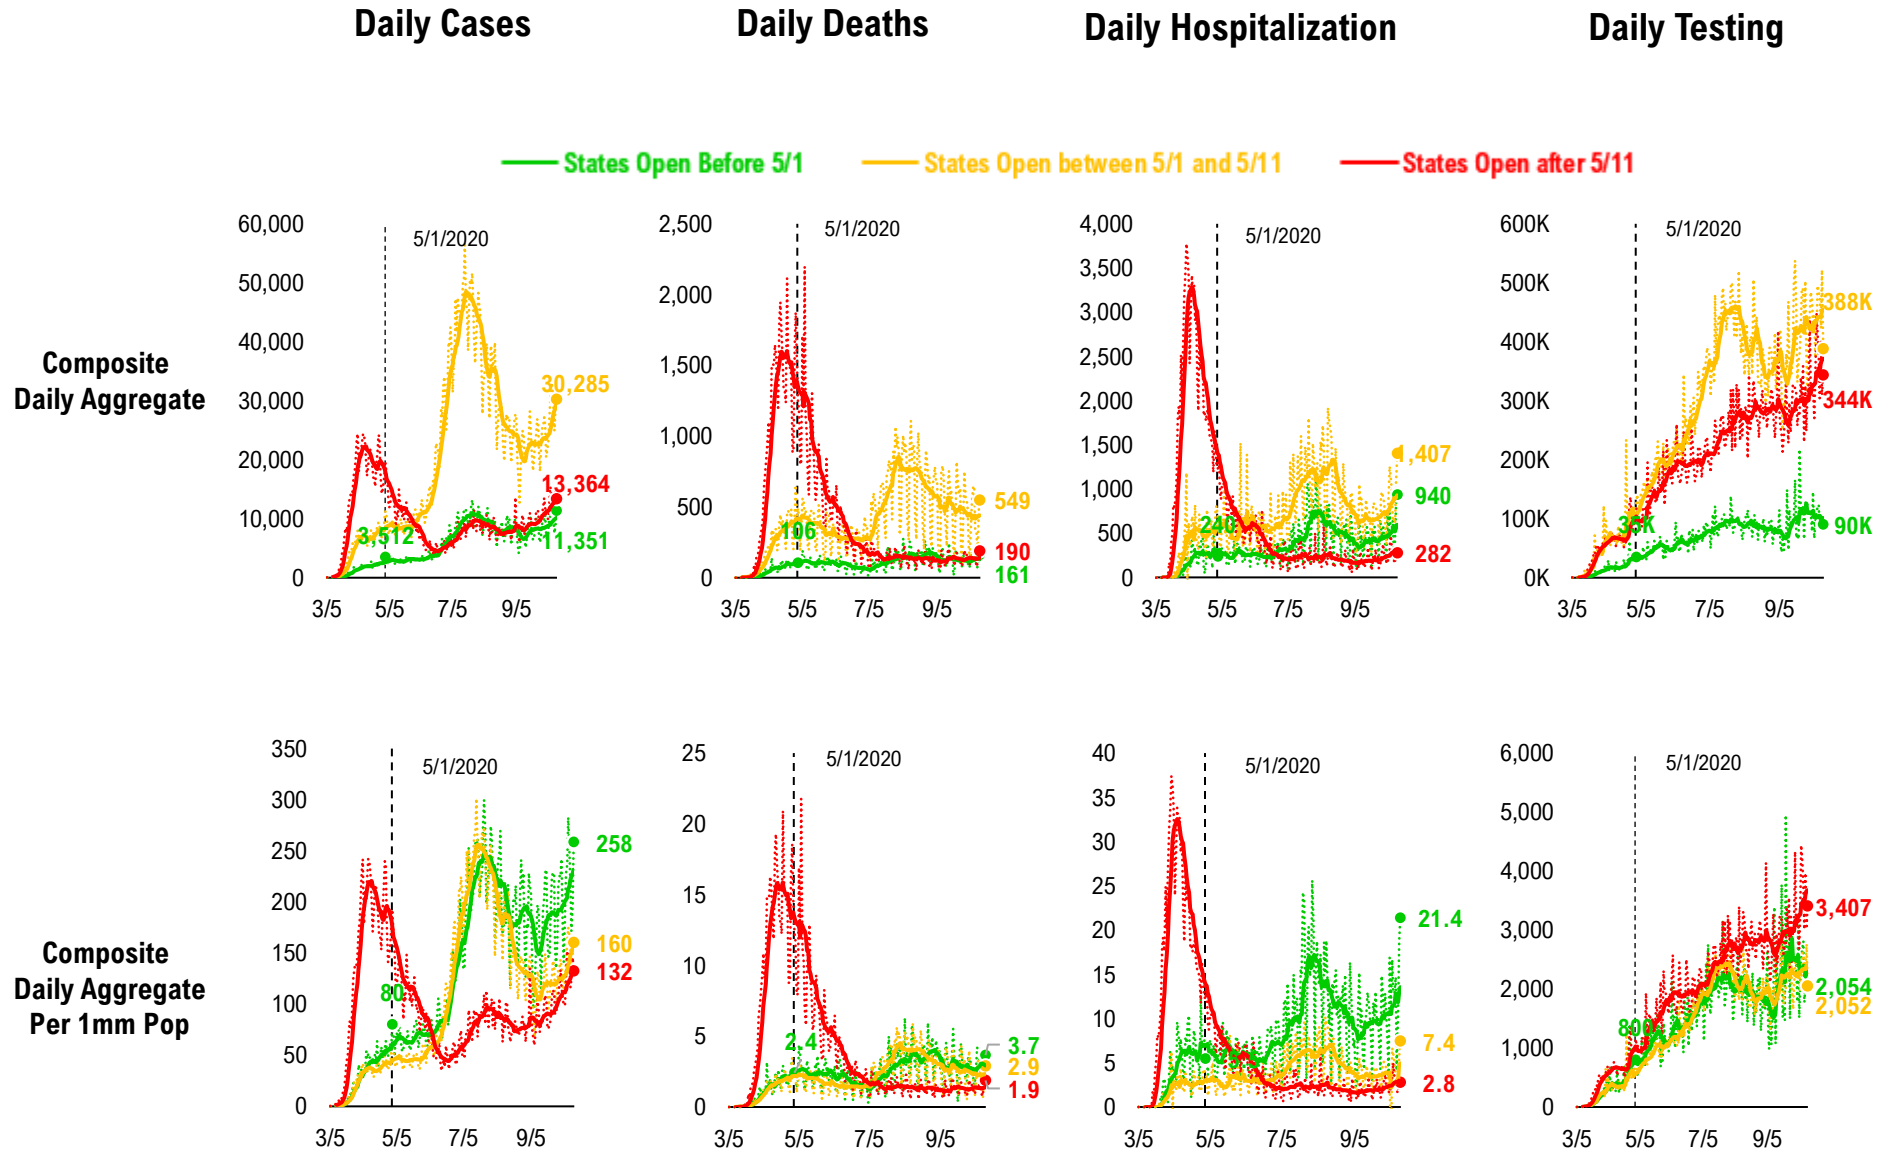 Daily Cases
Daily Deaths
Daily Hospitalization
Daily Testing
States Open Before 5/1
States Open between 5/1 and 5/11
States Open after 5/11
Composite
Daily Aggregate
60,000
50,000
40,000
30,000
20,000
10,000
0
5/1/2020
30,285
13,364
3,512
11,351
3/5 5/5 7/5 9/5
2,500
2,000
1,500
1,000
500
0
5/1/2020
106
549
190
161
3/5 5/5 7/5 9/5
4,000
3,500
3,000
2,500
2,000
1,500
1,000
500
0
5/1/2020
1,407
940
240
282
3/5 5/5 7/5 9/5
600K
500K
400K
300K
200K
100K
0K
5/1/2020
388K
344K
90K
3/5 5/5 7/5 9/5
Composite
Daily Aggregate
Per 1mm Pop
350
300
250
200
150
100
50
0
5/1/2020
258
160
132
80
3/5 5/5 7/5 9/5
25
20
15
10
5
0
5/1/2020
2.4
3.7
2.9
1.9
3/5 5/5 7/5 9/5
40
35
30
25
20
15
10
5
0
5/1/2020
21.4
7.4
2.8
3/5 5/5 7/5 9/5
6,000
5,000
4,000
3,000
2,000
1,000
0
5/1/2020
3,407
2,054
2,052
800
3/5 5/5 7/5 9/5